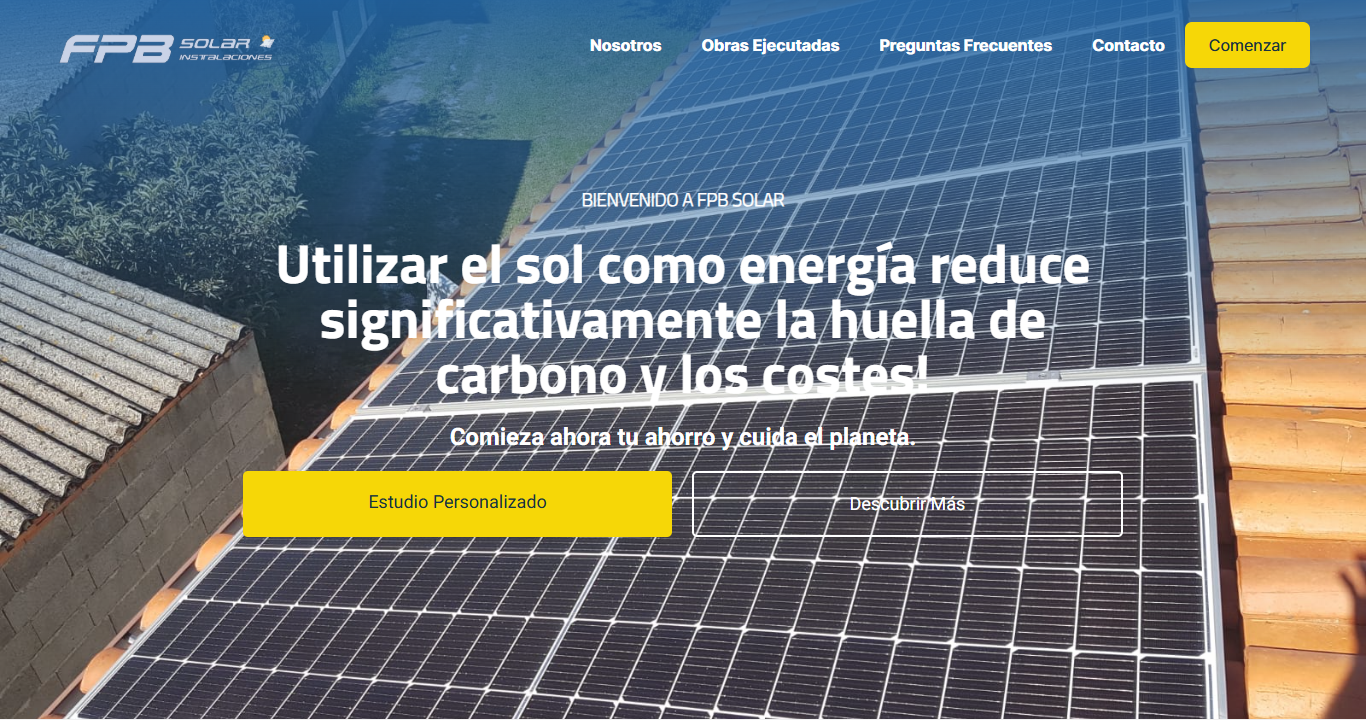 FPB SOLAR
INSTALACIONES
Nosotros
Obras Ejecutadas
Preguntas Frecuentes
Contacto
Comenzar
BIENVENIDO A FPB SOLAR
Utilizar el sol como energía reduce
significativamente la huella de
carbono y los costes!
Comieza ahora tu ahorro y cuida el planeta.
Estudio Personalizado
Descubrir Más